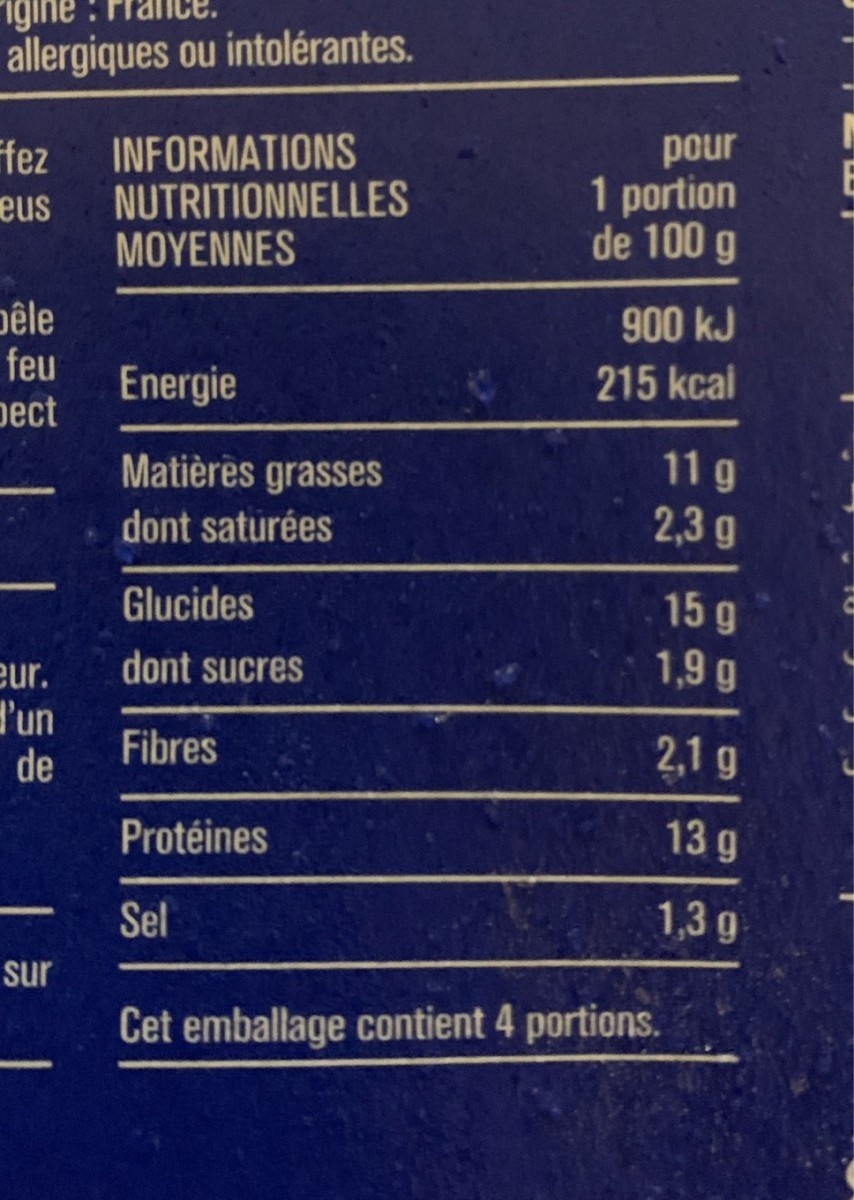 rigine : France.
allergiques ou intolérantes.
ffez
eus
pêle
feu
pect
eur.
d'un
de
sur
INFORMATIONS NUTRITIONNELLES MOYENNES
pour 1 portion de 100 g
900 kJ
Energie 215 kcal
Matières grasses 11 g
dont saturées 2,3 g
Glucides 15 g
dont sucres 1,9 g
Fibres 2,1 g
Protéines 13 g
Sel 1,3 g
Cet emballage contient 4 portions.